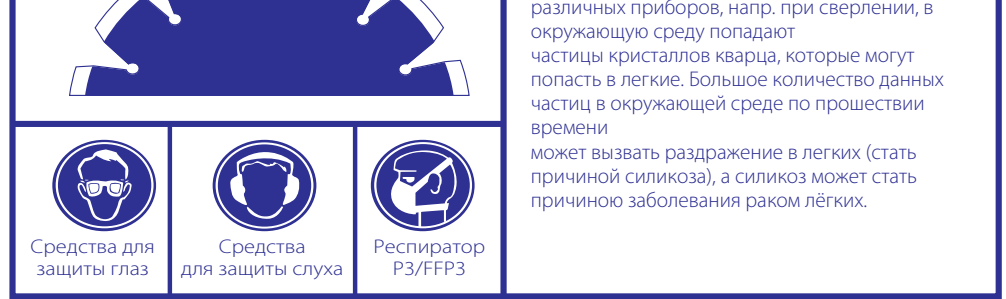 различных приборов, напр. при сверлении, в
окружающую среду попадают
частицы кристаллов кварца, которые могут
попасть в легкие. Большое количество данных
частиц в окружающей среде по прошествии
времени
может вызвать раздражение в легких (стать
причиной силикоза), а силикоз может стать
причиною заболевания раком лёгких.
Средства для
защиты глаз
Средства
для защиты слуха
Респиратор
P3/FFP3